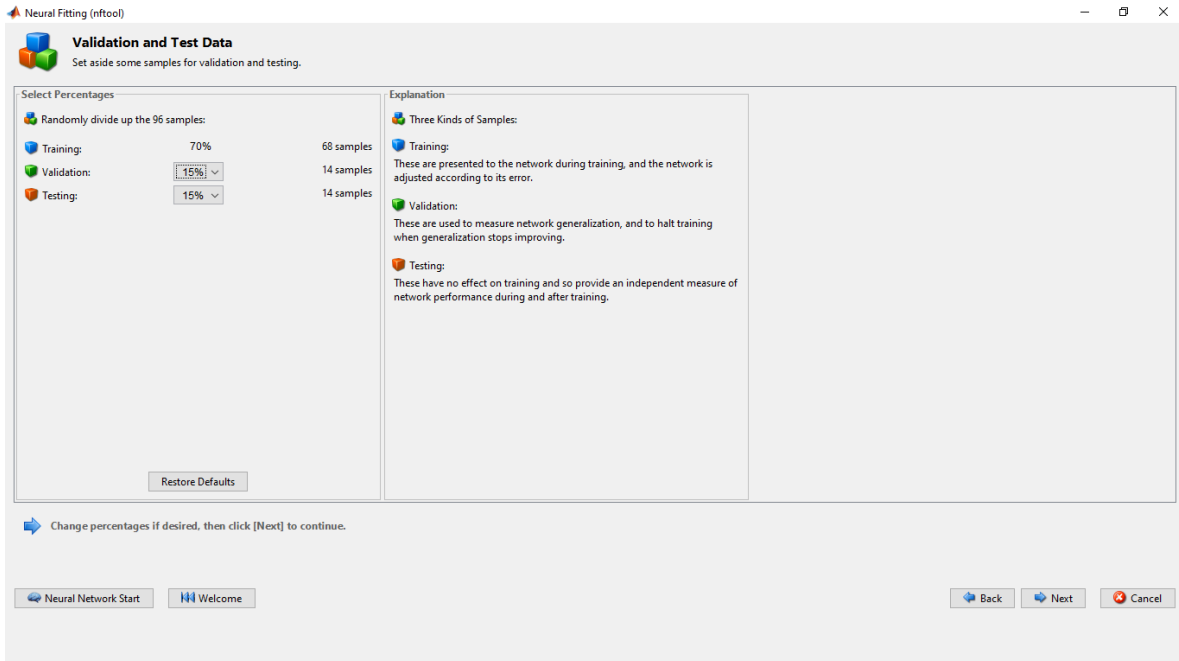 Neural Fitting (nftool)
Validation and Test Data
Set aside some samples for validation and testing.
Select Percentages
Randomly divide up the 96 samples:
Training: 70% 68 samples
Validation: 15% 14 samples
Testing: 15% 14 samples
Restore Defaults
Explanation
Three Kinds of Samples:
Training:
These are presented to the network during training, and the network is
adjusted according to its error.
Validation:
These are used to measure network generalization, and to halt training
when generalization stops improving.
Testing:
These have no effect on training and so provide an independent measure of
network performance during and after training.
Change percentages if desired, then click [Next] to continue.
Neural Network Start Welcome Back Next Cancel